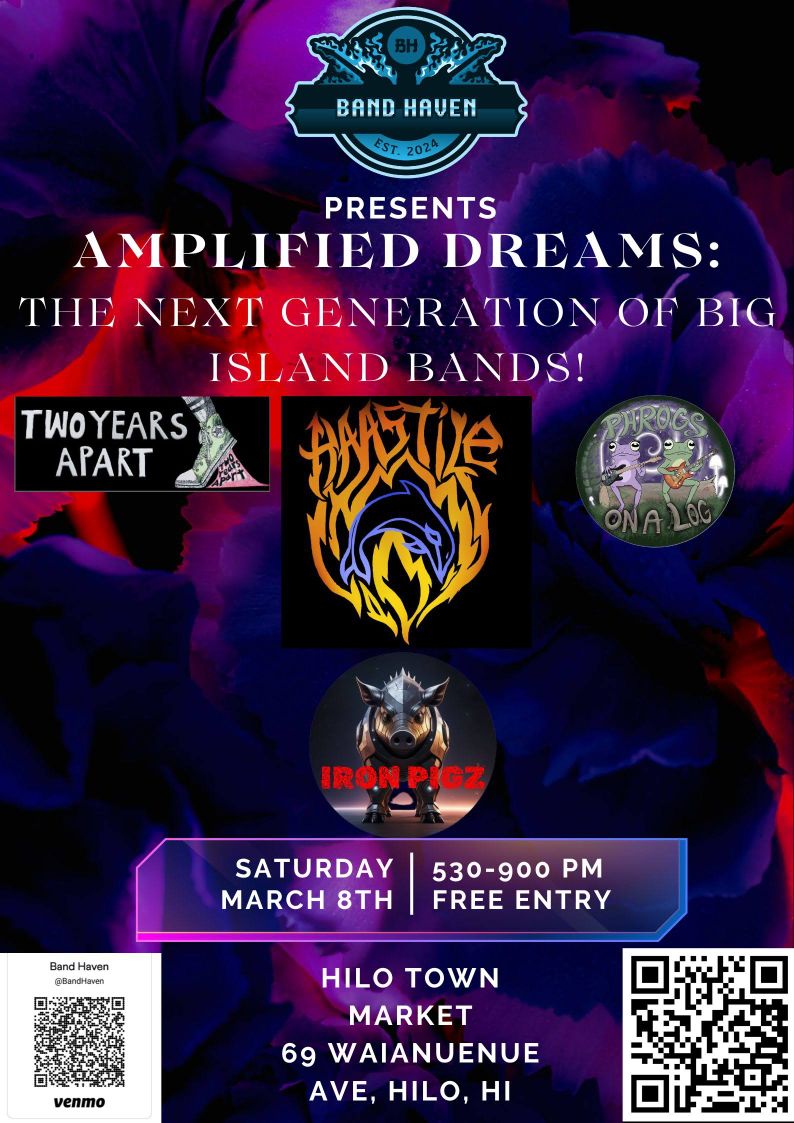 BH
BAND HAVEN
EST. 2024
PRESENTS
AMPLIFIED DREAMS:
THE NEXT GENERATION OF BIG
ISLAND BANDS!
TWO YEARS
APART
HAASTILE
PHROGS
ON A LOG
IRON PIGZ
SATURDAY
MARCH 8TH
530-900 PM
FREE ENTRY
Band Haven
@BandHaven
venmo
HILO TOWN
MARKET
69 WAIANUENUE
AVE, HILO, HI